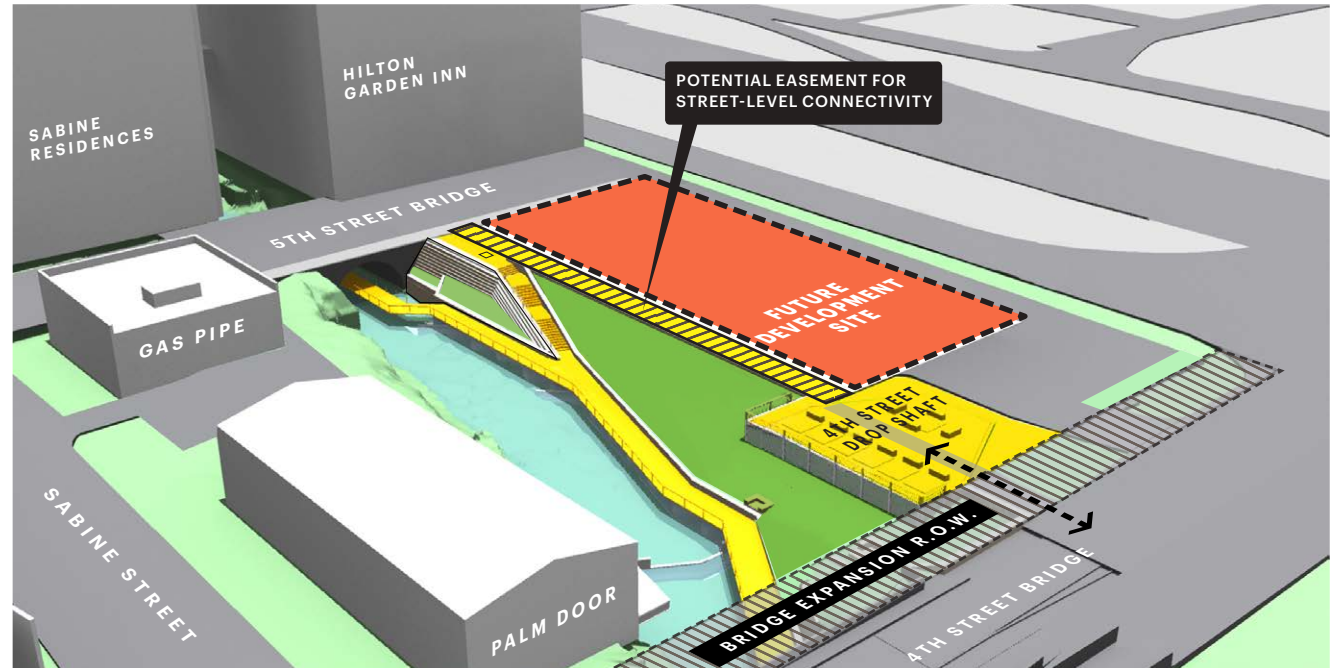 HILTON
GARDEN INN
SABINE
RESIDENCES
POTENTIAL EASEMENT FOR
STREET-LEVEL CONNECTIVITY
5TH STREET BRIDGE
GAS PIPE
FUTURE
DEVELOPMENT
SITE
4TH STREET
DROP SHAFT
SABINE STREET
PALM DOOR
BRIDGE EXPANSION R.O.W.
4TH STREET BRIDGE